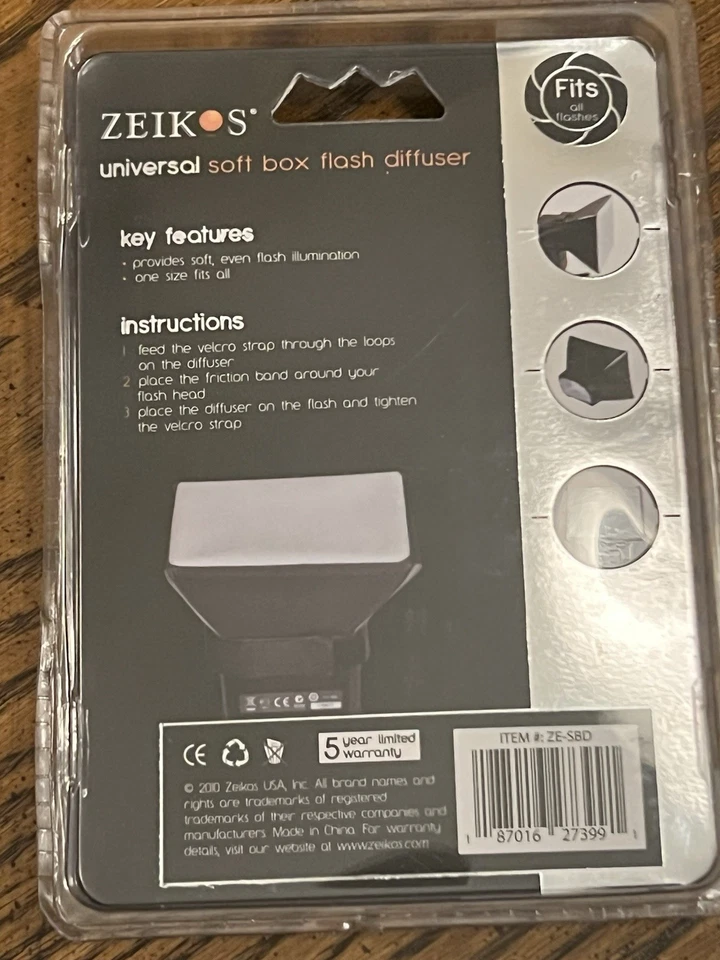 ZEIKOS®
universal soft box flash diffuser
Fits
all
flashes
key features
• provides soft, even flash illumination
• one size fits all
instructions
1 feed the velcro strap through the loops
on the diffuser
2 place the friction band around your
flash head
3 place the diffuser on the flash and tighten
the velcro strap
CE
CE
5 year limited
warranty
© 2010 Zeikos USA, Inc. All brand names and
rights are trademarks of registered
trademarks of their respective companies and
manufacturers. Made in China. For warranty
details, visit our website at www.zeikos.com
ITEM #: ZE-SBD
1 87016 27399 1